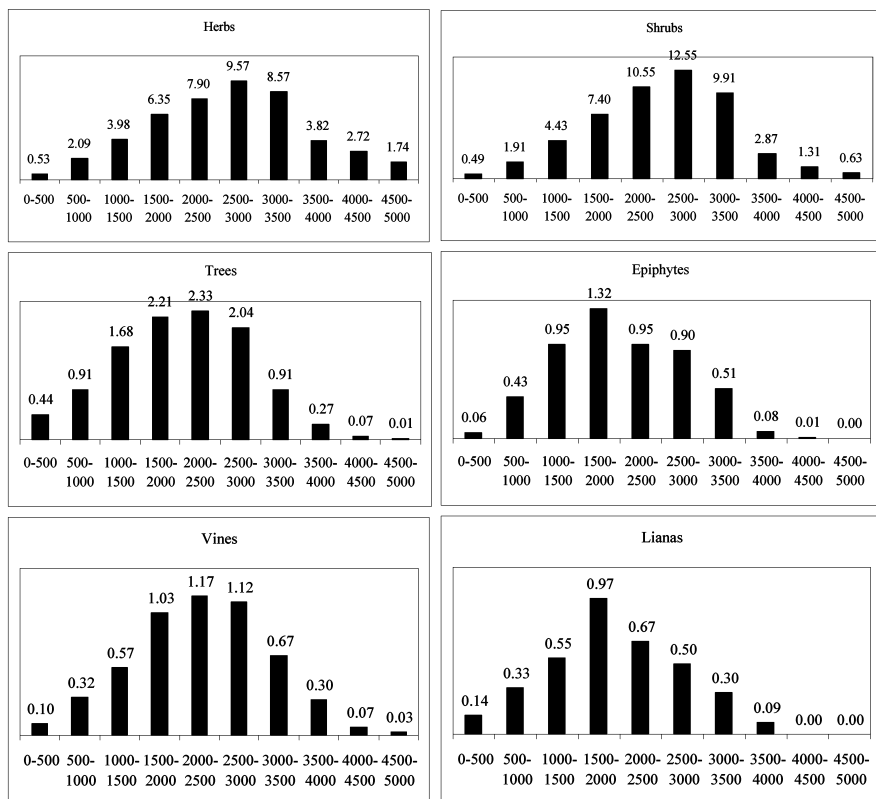 Herbs
0.53 2.09 3.98 6.35 7.90 9.57 8.57 3.82 2.72 1.74
0-500 500- 1000- 1500- 2000- 2500- 3000- 3500- 4000- 4500-
1000 1500 2000 2500 3000 3500 4000 4500 5000
Shrubs
0.49 1.91 4.43 7.40 10.55 12.55 9.91 2.87 1.31 0.63
0-500 500- 1000- 1500- 2000- 2500- 3000- 3500- 4000- 4500-
1000 1500 2000 2500 3000 3500 4000 4500 5000
Trees
0.44 0.91 1.68 2.21 2.33 2.04 0.91 0.27 0.07 0.01
0-500 500- 1000- 1500- 2000- 2500- 3000- 3500- 4000- 4500-
1000 1500 2000 2500 3000 3500 4000 4500 5000
Epiphytes
0.06 0.43 0.95 1.32 0.95 0.90 0.51 0.08 0.01 0.00
0-500 500- 1000- 1500- 2000- 2500- 3000- 3500- 4000- 4500-
1000 1500 2000 2500 3000 3500 4000 4500 5000
Vines
0.10 0.32 0.57 1.03 1.17 1.12 0.67 0.30 0.07 0.03
0-500 500- 1000- 1500- 2000- 2500- 3000- 3500- 4000- 4500-
1000 1500 2000 2500 3000 3500 4000 4500 5000
Lianas
0.14 0.33 0.55 0.97 0.67 0.50 0.30 0.09 0.00 0.00
0-500 500- 1000- 1500- 2000- 2500- 3000- 3500- 4000- 4500-
1000 1500 2000 2500 3000 3500 4000 4500 5000